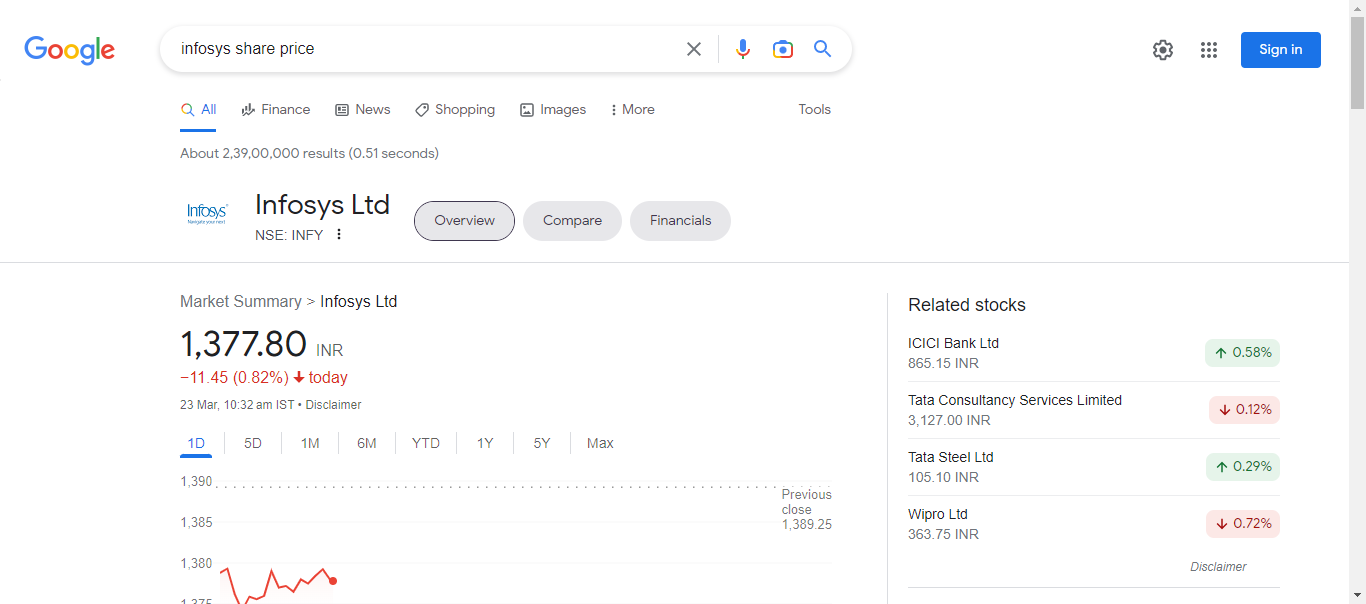 Google
infosys share price
Sign in
All Finance News Shopping Images More Tools
About 2,39,00,000 results (0.51 seconds)
Infosys
Navigate your next
Infosys Ltd
NSE: INFY
Overview Compare Financials
Market Summary > Infosys Ltd
1,377.80 INR
−11.45 (0.82%) today
23 Mar, 10:32 am IST • Disclaimer
1D 5D 1M 6M YTD 1Y 5Y Max
1,390
1,385
1,380
1,375
Previous
close
1,389.25
Related stocks
ICICI Bank Ltd
865.15 INR
0.58%
Tata Consultancy Services Limited
3,127.00 INR
0.12%
Tata Steel Ltd
105.10 INR
0.29%
Wipro Ltd
363.75 INR
0.72%
Disclaimer